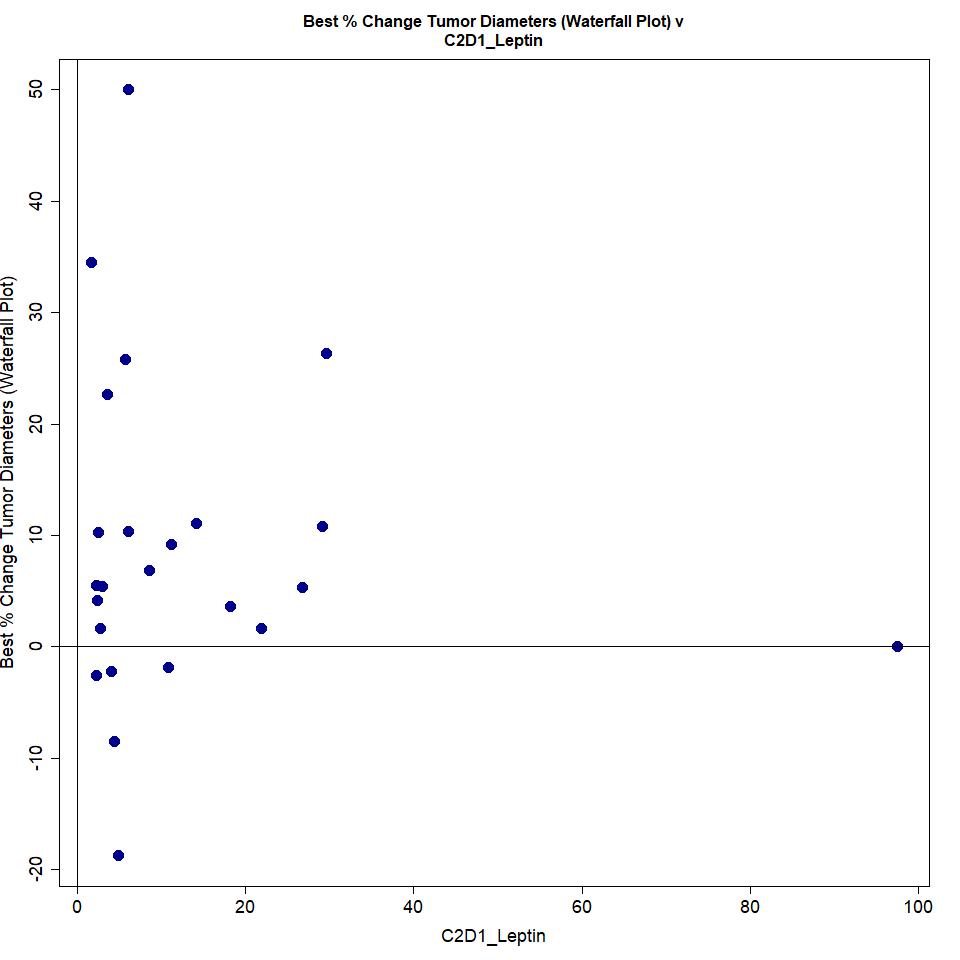 Best % Change Tumor Diameters (Waterfall Plot) v
C2D1_Leptin
Best % Change Tumor Diameters (Waterfall Plot)
50
40
30
20
10
0
-10
-20
0 20 40 60 80 100
C2D1_Leptin